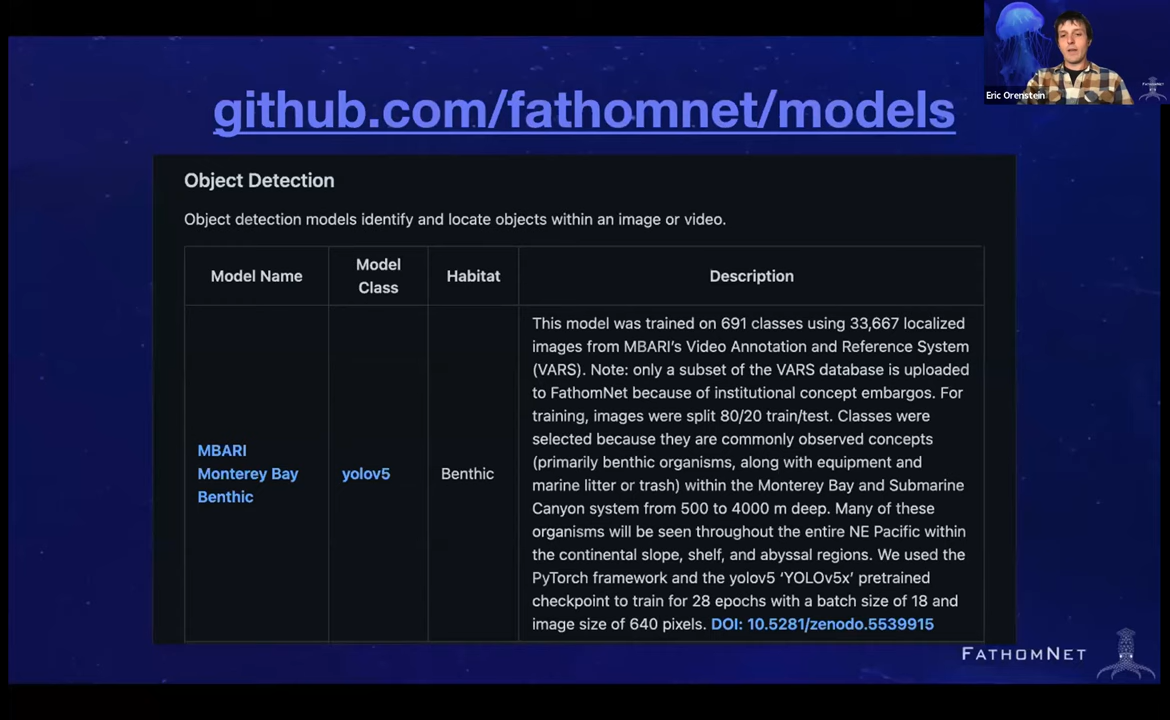 github.com/fathomnet/models
Eric Orenstein
Object Detection
Object detection models identify and locate objects within an image or video.
Model Name
Model
Class
Habitat
Description
MBARI
Monterey Bay
Benthic
yolov5
Benthic
This model was trained on 691 classes using 33,667 localized
images from MBARI's Video Annotation and Reference System
(VARS). Note: only a subset of the VARS database is uploaded
to FathomNet because of institutional concept embargos. For
training, images were split 80/20 train/test. Classes were
selected because they are commonly observed concepts
(primarily benthic organisms, along with equipment and
marine litter or trash) within the Monterey Bay and Submarine
Canyon system from 500 to 4000 m deep. Many of these
organisms will be seen throughout the entire NE Pacific within
the continental slope, shelf, and abyssal regions. We used the
PyTorch framework and the yolov5 ‘YOLOv5x’ pretrained
checkpoint to train for 28 epochs with a batch size of 18 and
image size of 640 pixels. DOI: 10.5281/zenodo.5539915
FATHOMNET